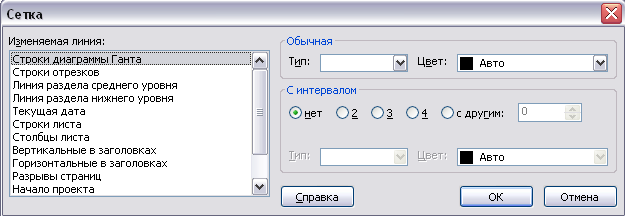 Сетка
Изменяемая линия:
Строки диаграммы Ганта
Строки отрезков
Линия раздела среднего уровня
Линия раздела нижнего уровня
Текущая дата
Строки листа
Столбцы листа
Вертикальные в заголовках
Горизонтальные в заголовках
Разрывы страниц
Начало проекта
Обычная
Тип: Цвет: Авто
С интервалом
нет 2 3 4 с другим: 0
Тип: Цвет: Авто
Справка OK Отмена